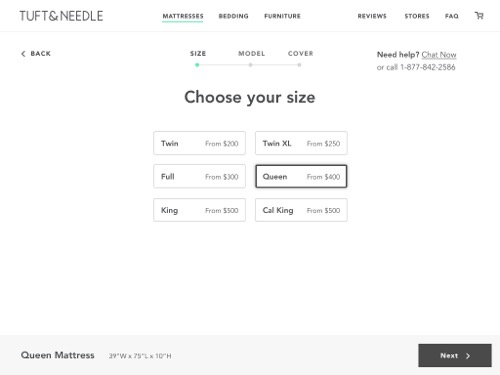 TUFT&NEEDLE MATTRESSES BEDDING FURNITURE REVIEWS STORES FAQ
BACK
SIZE MODEL COVER
Need help? Chat Now
or call 1-877-842-2586
Choose your size
Twin From $200
Twin XL From $250
Full From $300
Queen From $400
King From $500
Cal King From $500
Queen Mattress 39"W x 75"L x 10"H
Next